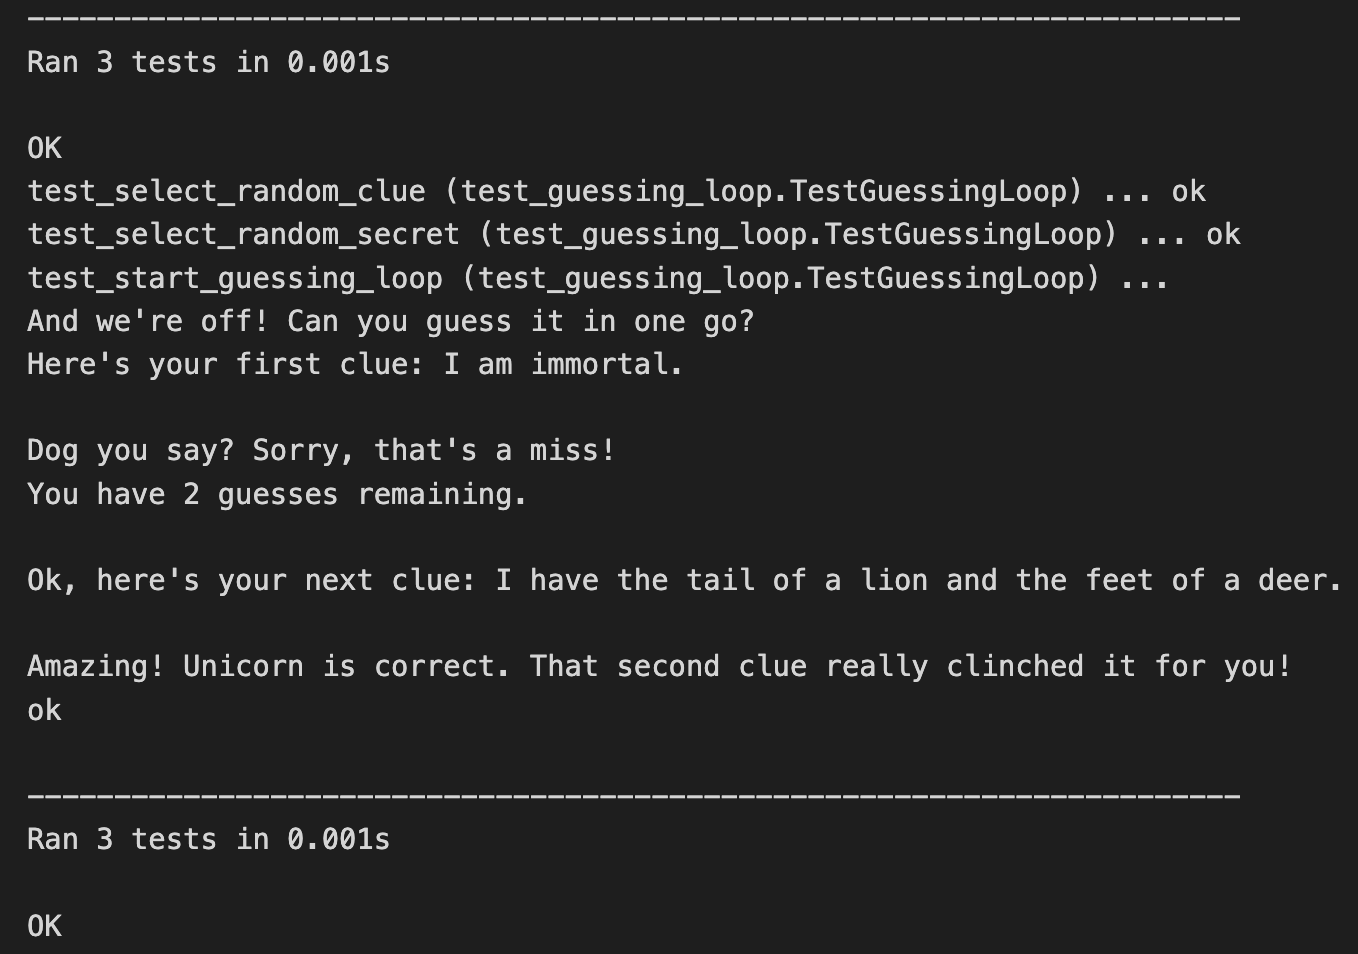 ----------------------------------------------------------------------
Ran 3 tests in 0.001s

OK
test_select_random_clue (test_guessing_loop.TestGuessingLoop) ... ok
test_select_random_secret (test_guessing_loop.TestGuessingLoop) ... ok
test_start_guessing_loop (test_guessing_loop.TestGuessingLoop) ...
And we're off! Can you guess it in one go?
Here's your first clue: I am immortal.

Dog you say? Sorry, that's a miss!
You have 2 guesses remaining.

Ok, here's your next clue: I have the tail of a lion and the feet of a deer.

Amazing! Unicorn is correct. That second clue really clinched it for you!
ok

----------------------------------------------------------------------
Ran 3 tests in 0.001s

OK